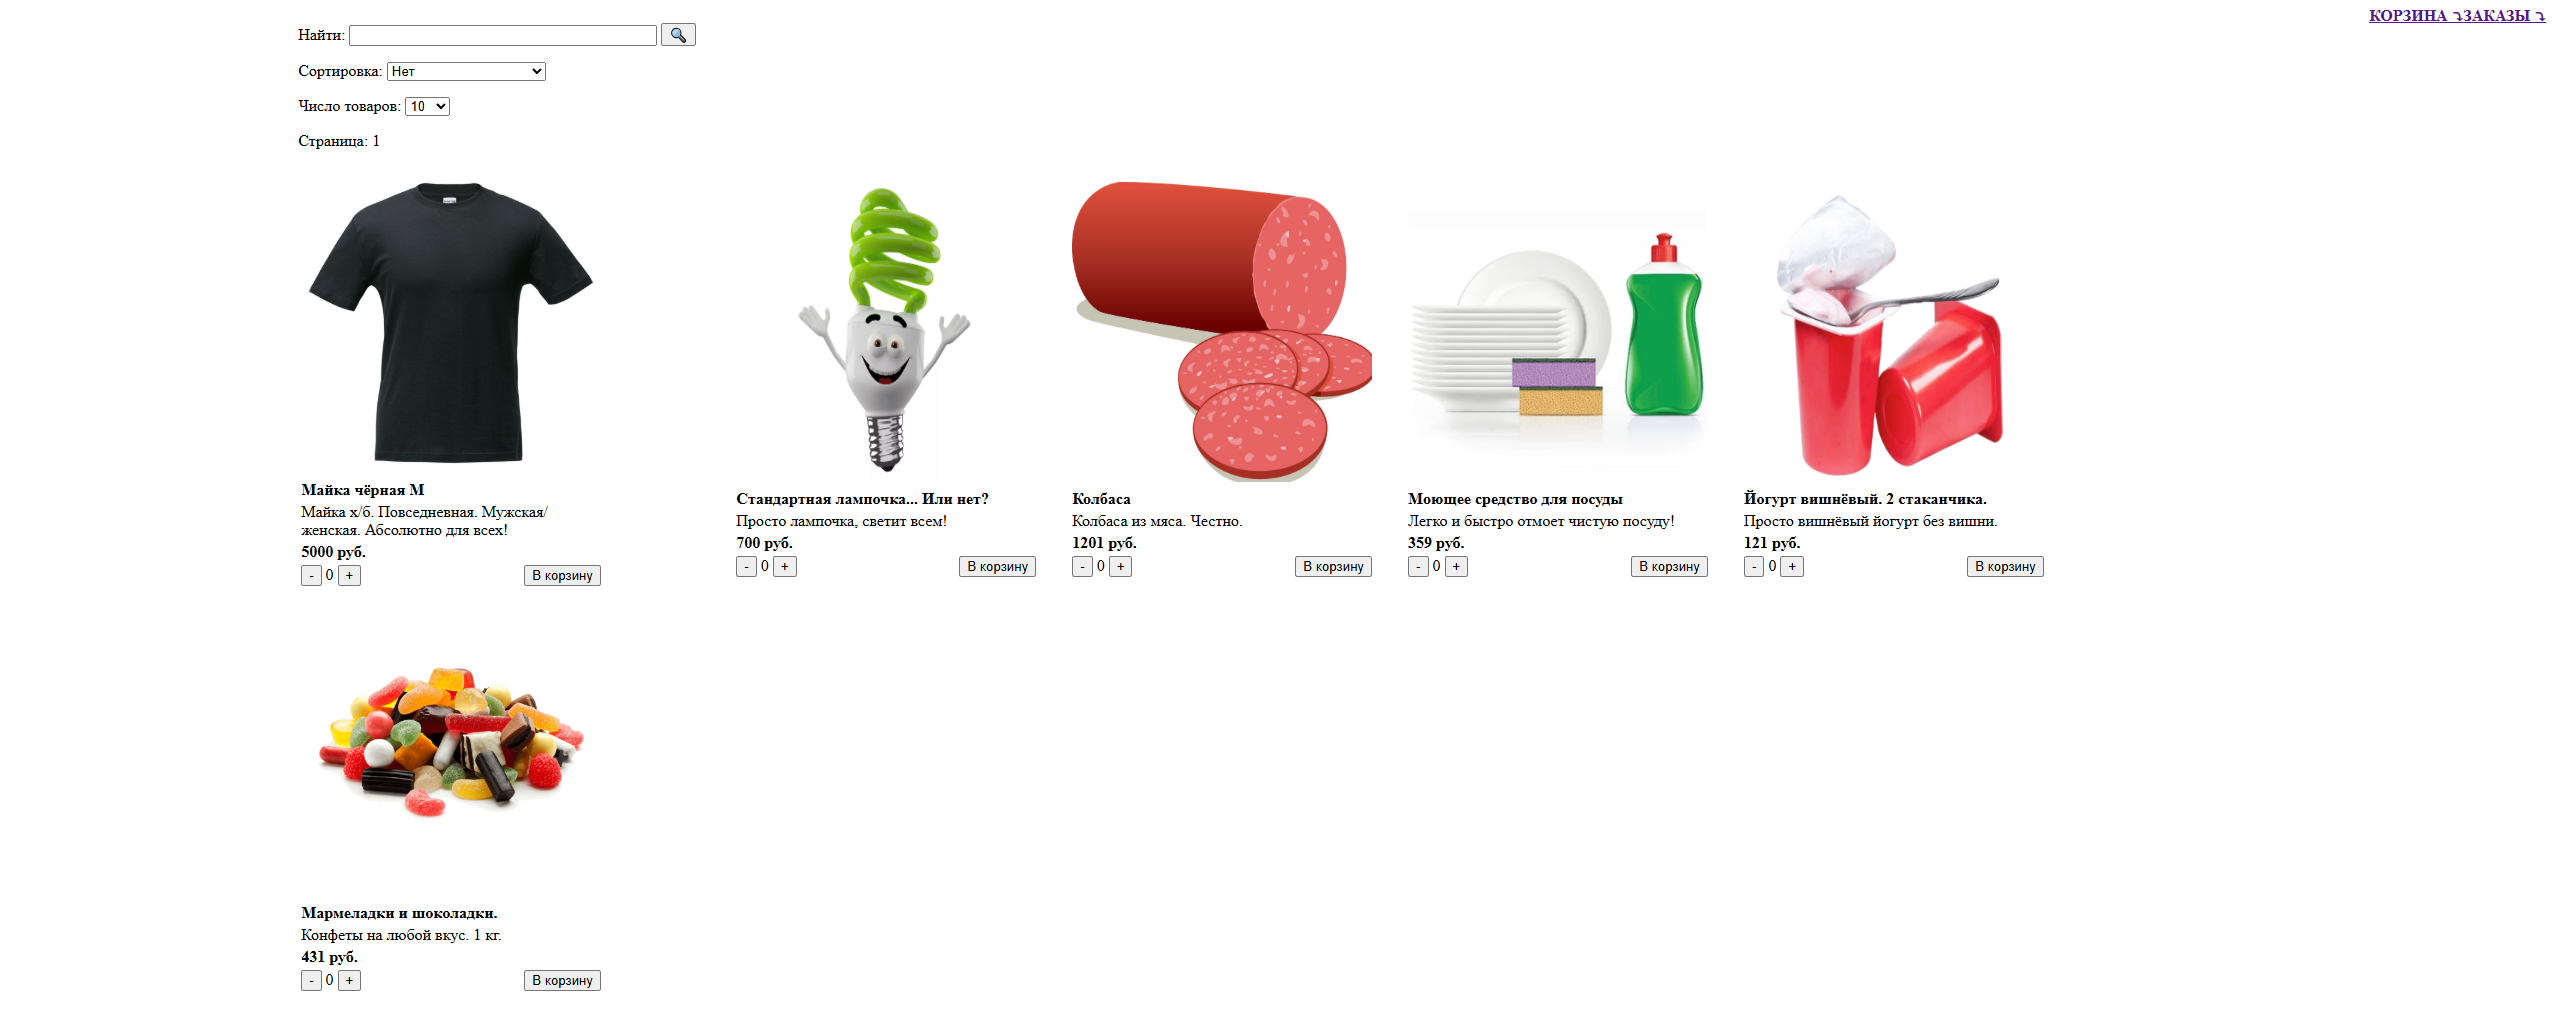 КОРЗИНА ⤵ЗАКАЗЫ ⤵
Найти:
Сортировка: Нет
Число товаров: 10
Страница: 1
Майка чёрная М
Майка х/б. Повседневная. Мужская/
женская. Абсолютно для всех!
5000 руб.
- 0 + В корзину
Стандартная лампочка... Или нет?
Просто лампочка, светит всем!
700 руб.
- 0 + В корзину
Колбаса
Колбаса из мяса. Честно.
1201 руб.
- 0 + В корзину
Моющее средство для посуды
Легко и быстро отмоет чистую посуду!
359 руб.
- 0 + В корзину
Йогурт вишнёвый. 2 стаканчика.
Просто вишнёвый йогурт без вишни.
121 руб.
- 0 + В корзину
Мармеладки и шоколадки.
Конфеты на любой вкус. 1 кг.
431 руб.
- 0 + В корзину